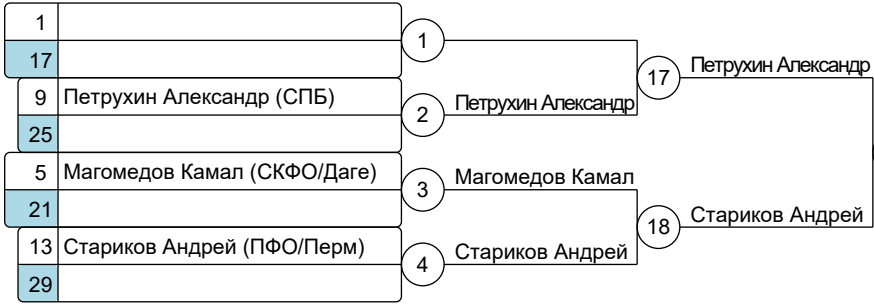 1
1
17
9 Петрухин Александр (СПБ)
2
Петрухин Александр
25
17
Петрухин Александр
5 Магомедов Камал (СКФО/Даге)
3
Магомедов Камал
21
18
Стариков Андрей
13 Стариков Андрей (ПФО/Перм)
4
Стариков Андрей
29